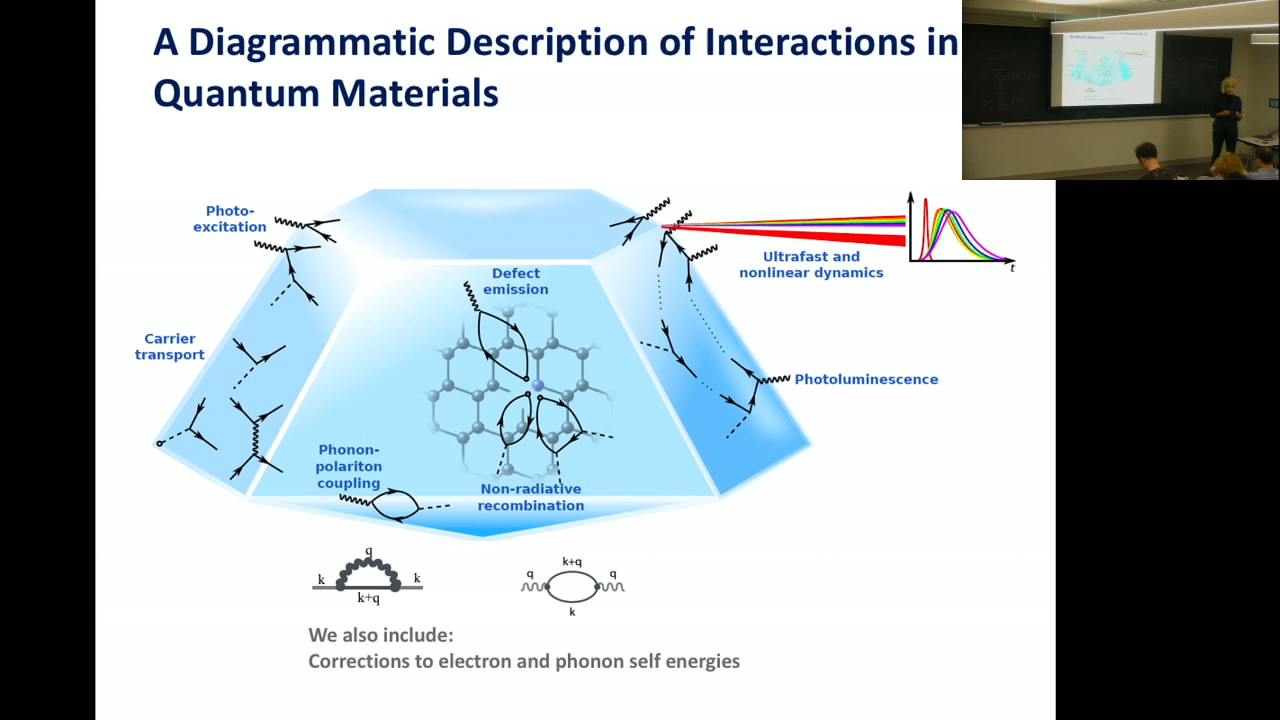 A Diagrammatic Description of Interactions in
Quantum Materials
Photo-
excitation
Carrier
transport
Defect
emission
Ultrafast and
nonlinear dynamics
t
Photoluminescence
Phonon-
polariton
coupling
Non-radiative
recombination
q
k
k
k+q
k+q
q
q
k
We also include:
Corrections to electron and phonon self energies